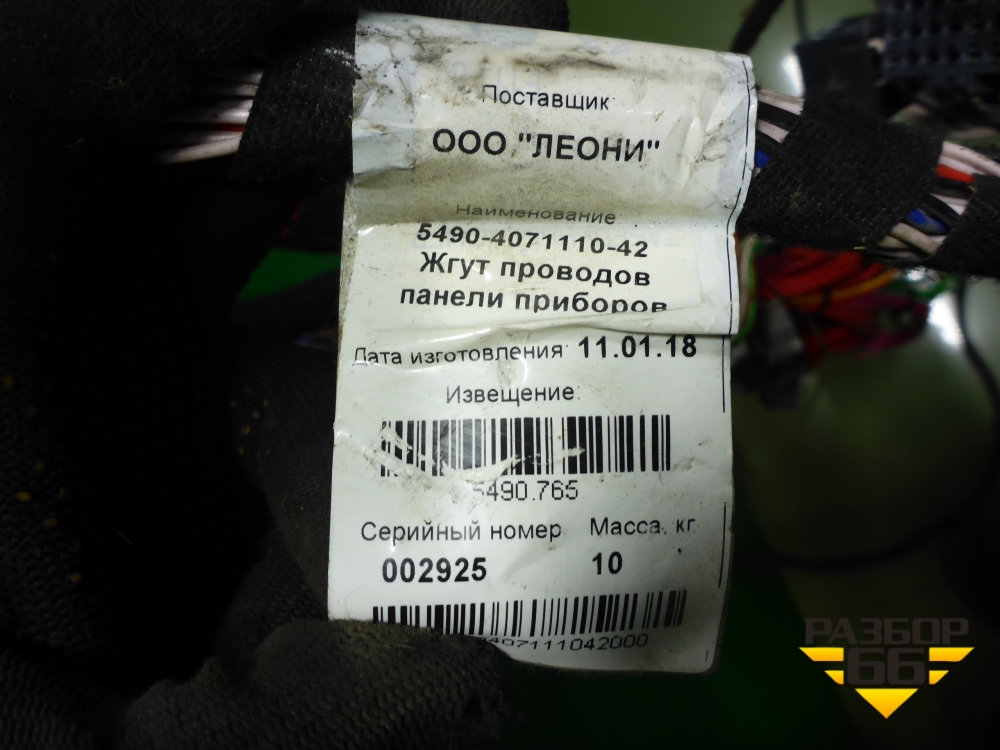 Поставщик:
ООО "ЛЕОНИ"
Наименование
5490-4071110-42
Жгут проводов
панели приборов
Дата изготовления: 11.01.18
Извещение:
5490.765
Серийный номер Масса, кг
002925 10
407111042000
РАЗБОР
66